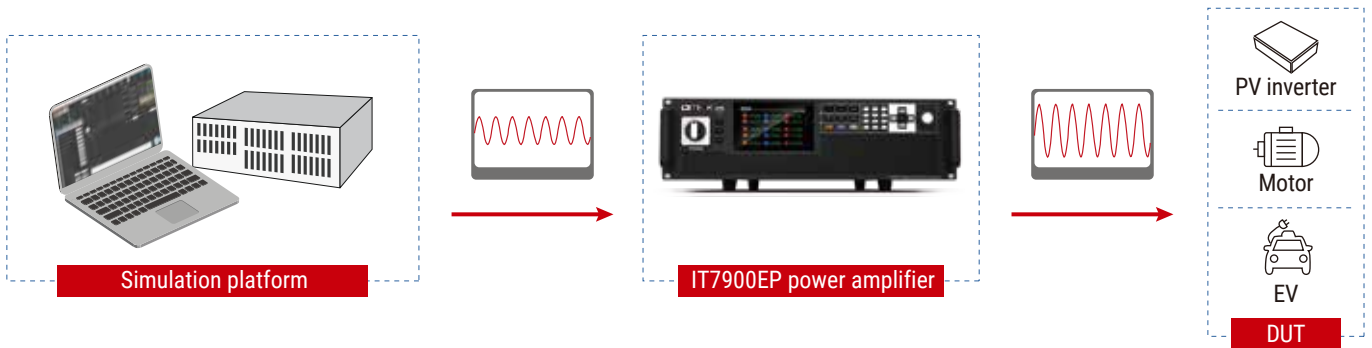 Simulation platform
IT7900EP power amplifier
PV inverter
Motor
EV
DUT